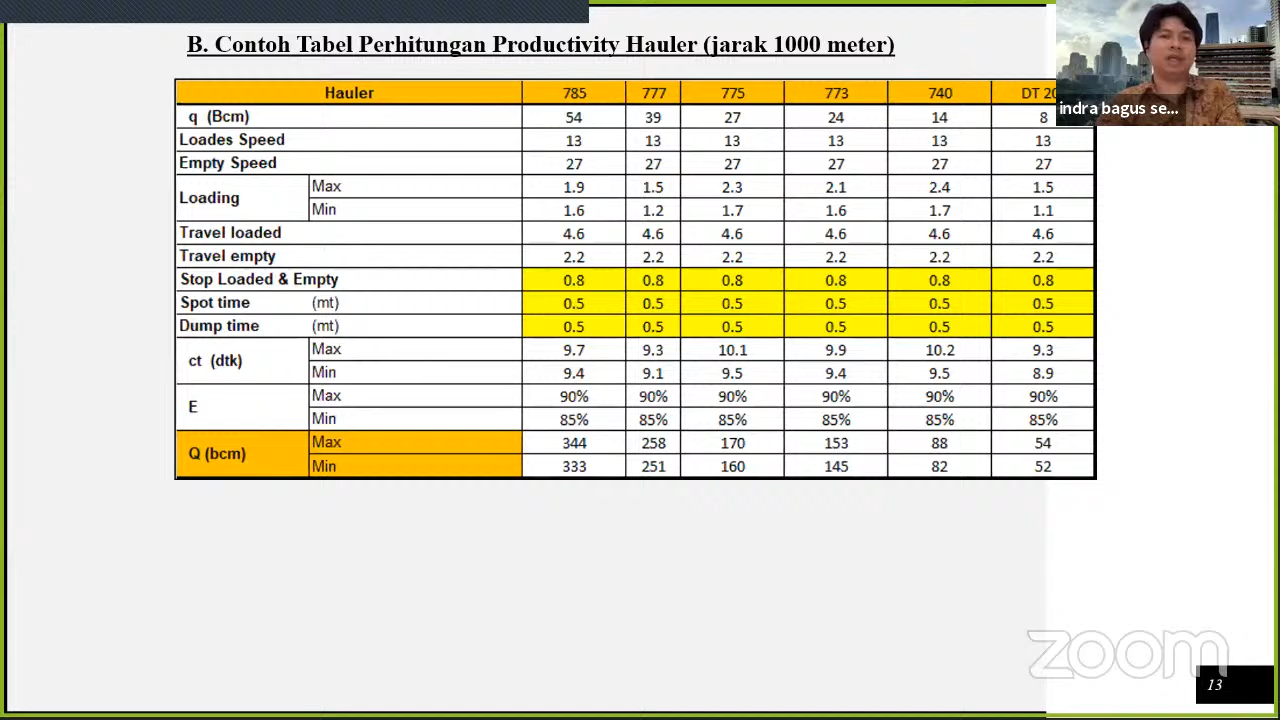 B. Contoh Tabel Perhitungan Productivity Hauler (jarak 1000 meter)
Hauler 785 777 775 773 740 DT 20
q (Bcm) 54 39 27 24 14 8
Loades Speed 13 13 13 13 13 13
Empty Speed 27 27 27 27 27 27
Loading Max 1.9 1.5 2.3 2.1 2.4 1.5
Min 1.6 1.2 1.7 1.6 1.7 1.1
Travel loaded 4.6 4.6 4.6 4.6 4.6 4.6
Travel empty 2.2 2.2 2.2 2.2 2.2 2.2
Stop Loaded & Empty 0.8 0.8 0.8 0.8 0.8 0.8
Spot time (mt) 0.5 0.5 0.5 0.5 0.5 0.5
Dump time (mt) 0.5 0.5 0.5 0.5 0.5 0.5
ct (dtk) Max 9.7 9.3 10.1 9.9 10.2 9.3
Min 9.4 9.1 9.5 9.4 9.5 8.9
E Max 90% 90% 90% 90% 90% 90%
Min 85% 85% 85% 85% 85% 85%
Q (bcm) Max 344 258 170 153 88 54
Min 333 251 160 145 82 52
indra bagus se...
zoom
13